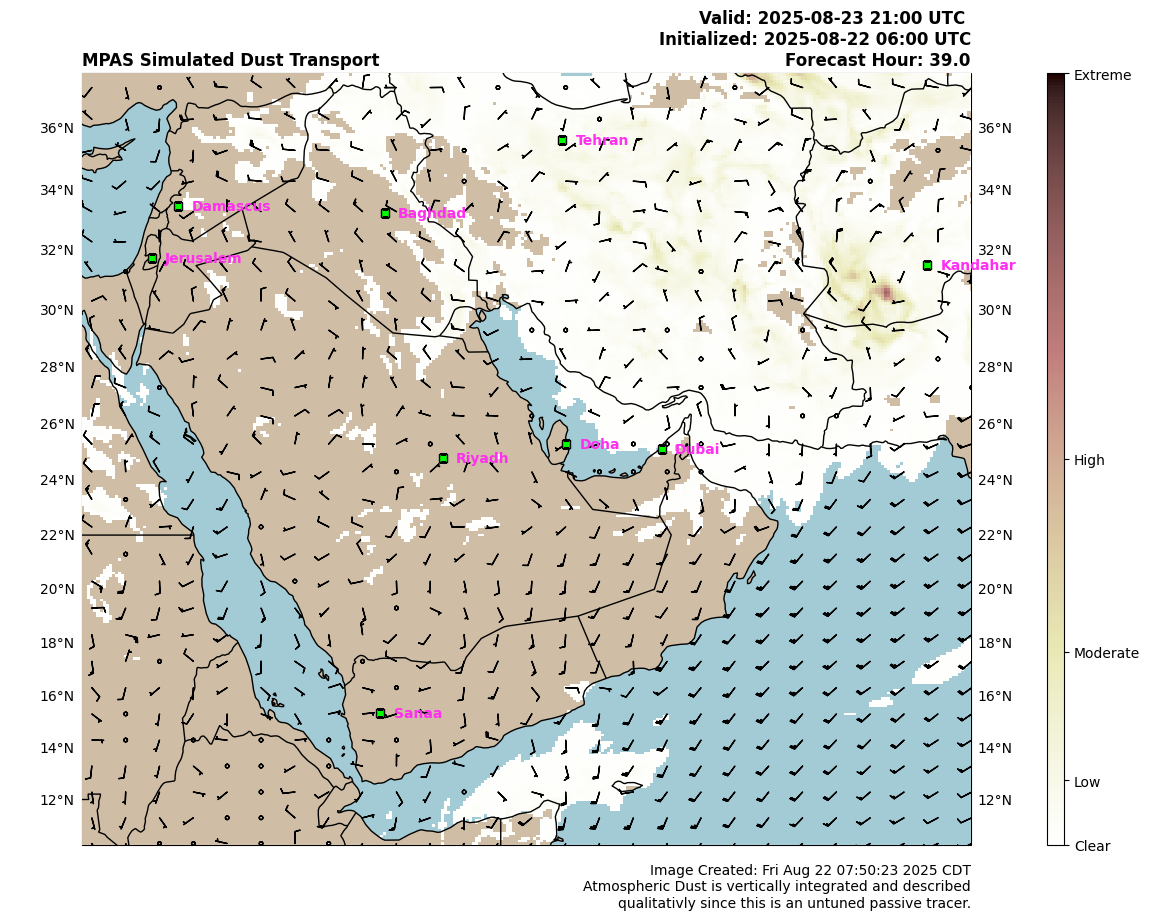 Valid: 2025-08-23 21:00 UTC
Initialized: 2025-08-22 06:00 UTC
MPAS Simulated Dust Transport Forecast Hour: 39.0
Extreme
36°N 36°N
Tehran
34°N 34°N
Damascus
Baghdad
32°N 32°N
Jerusalem
Kandahar
30°N 30°N
28°N 28°N
26°N 26°N
Doha
Dubai
Riyadh
High
24°N 24°N
22°N 22°N
20°N 20°N
18°N 18°N
Moderate
16°N 16°N
Sanaa
14°N 14°N
Low
12°N 12°N
Clear
Image Created: Fri Aug 22 07:50:23 2025 CDT
Atmospheric Dust is vertically integrated and described
qualitativly since this is an untuned passive tracer.